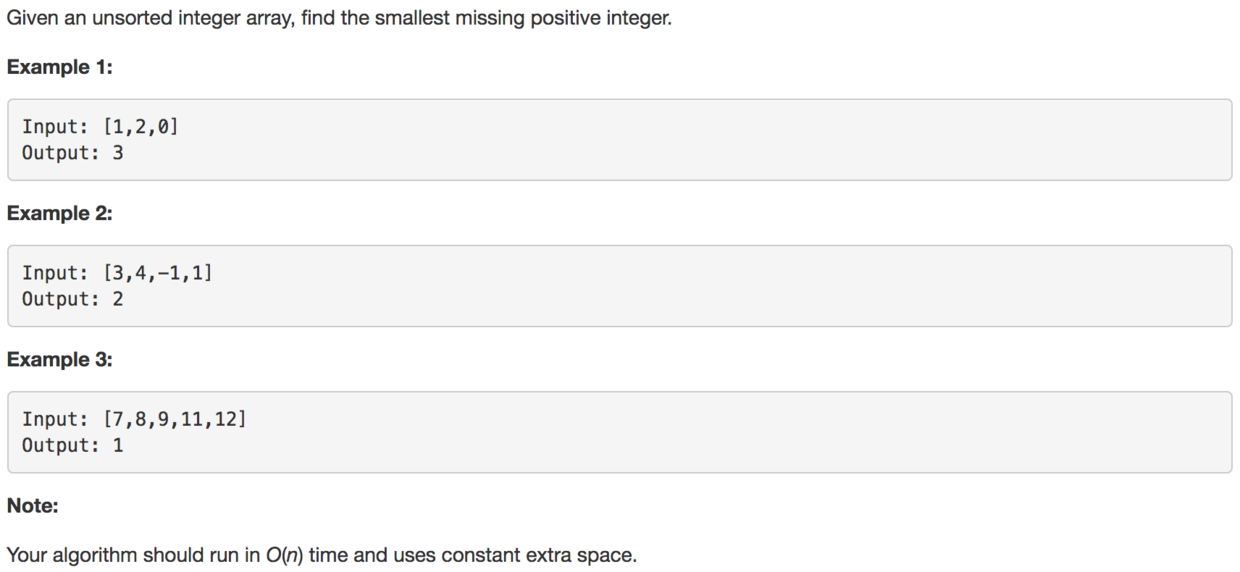 Given an unsorted integer array, find the smallest missing positive integer.
Example 1:
Input: [1,2,0]
Output: 3
Example 2:
Input: [3,4,-1,1]
Output: 2
Example 3:
Input: [7,8,9,11,12]
Output: 1
Note:
Your algorithm should run in O(n) time and uses constant extra space.